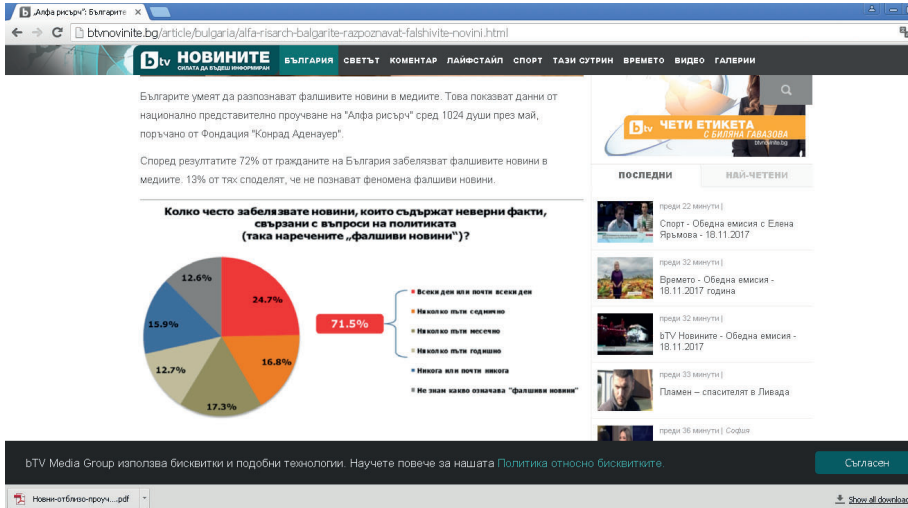 „Алфа рисърч“: Българите
btvnovinite.bg/article/bulgaria/alfa-risarch-balgarite-razpoznavat-falshivite-novini.html
btv НОВИНИТЕ
СИЛАТА ДА БЪДЕШ ИНФОРМИРАН
БЪЛГАРИЯ СВЕТЪТ КОМЕНТАР ЛАЙФСТАЙЛ СПОРТ ТАЗИ СУТРИН ВРЕМЕТО ВИДЕО ГАЛЕРИИ
Българите умеят да разпознават фалшивите новини в медиите. Това показват данни от
национално представително проучване на "Алфа рисърч" сред 1024 души през май,
поръчано от Фондация "Конрад Аденауер".
Според резултатите 72% от гражданите на България забелязват фалшивите новини в
медиите. 13% от тях споделят, че не познават феномена фалшиви новини.
Колко често забелязвате новини, които съдържат неверни факти,
свързани с въпроси на политиката
(така наречените „фалшиви новини“)?
12.6%
24.7%
15.9%
16.8%
12.7%
17.3%
71.5%
Всеки ден или почти всеки ден
Няколко пъти седмично
Няколко пъти месечно
Няколко пъти годишно
Никога или почти никога
Не знам какво означава "фалшиви новини"
btv ЧЕТИ ЕТИКЕТА
С БИЛЯНА ГАВАЗОВА
btvnovinite.bg
ПОСЛЕДНИ НАЙ-ЧЕТЕНИ
преди 22 минути |
Спорт - Обедна емисия с Елена
Яръмова - 18.11.2017
преди 32 минути |
Времето - Обедна емисия -
18.11.2017 година
преди 32 минути |
bTV Новините - Обедна емисия -
18.11.2017
преди 33 минути |
Пламен – спасителят в Ливада
преди 36 минути | София
bTV Media Group използва бисквитки и подобни технологии. Научете повече за нашата Политика относно бисквитките.
Съгласен
Новни-отблизо-проуч....pdf
Show all download